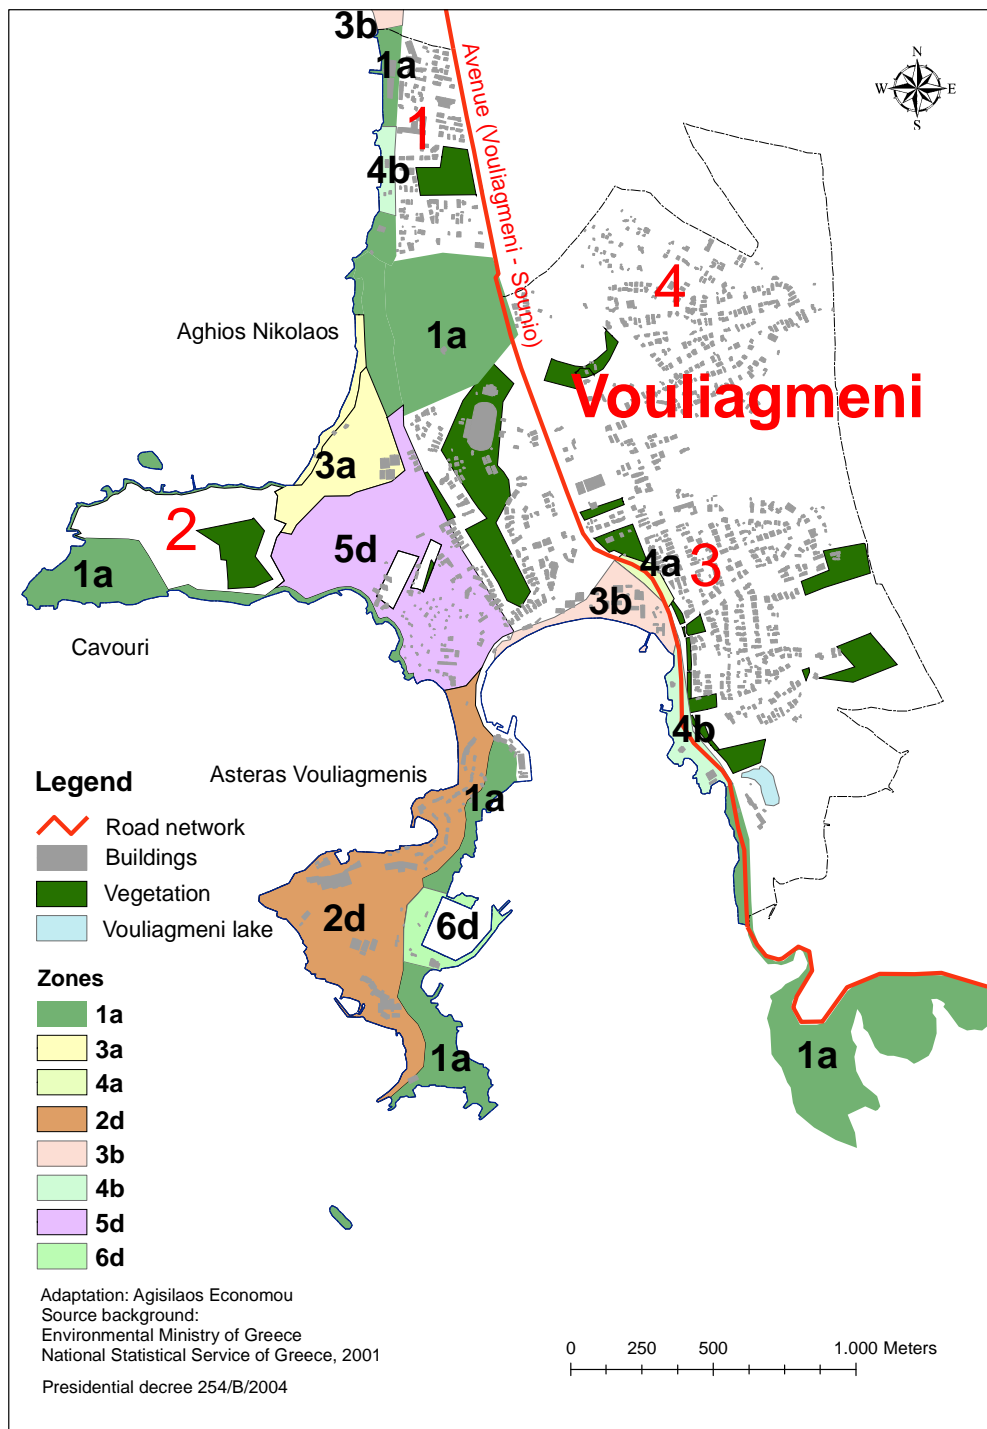 3b
1a
1
4b
Avenue (Vouliagmeni - Sounio)
N
W E
S
4
Aghios Nikolaos
1a
Vouliagmeni
3a
2
5d
4a
3
1a
3b
Cavouri
4b
Asteras Vouliagmenis
1a
2d
6d
1a
1a
Legend
Road network
Buildings
Vegetation
Vouliagmeni lake
Zones
1a
3a
4a
2d
3b
4b
5d
6d
Adaptation: Agisilaos Economou
Source background:
Environmental Ministry of Greece
National Statistical Service of Greece, 2001
Presidential decree 254/B/2004
0 250 500 1.000 Meters